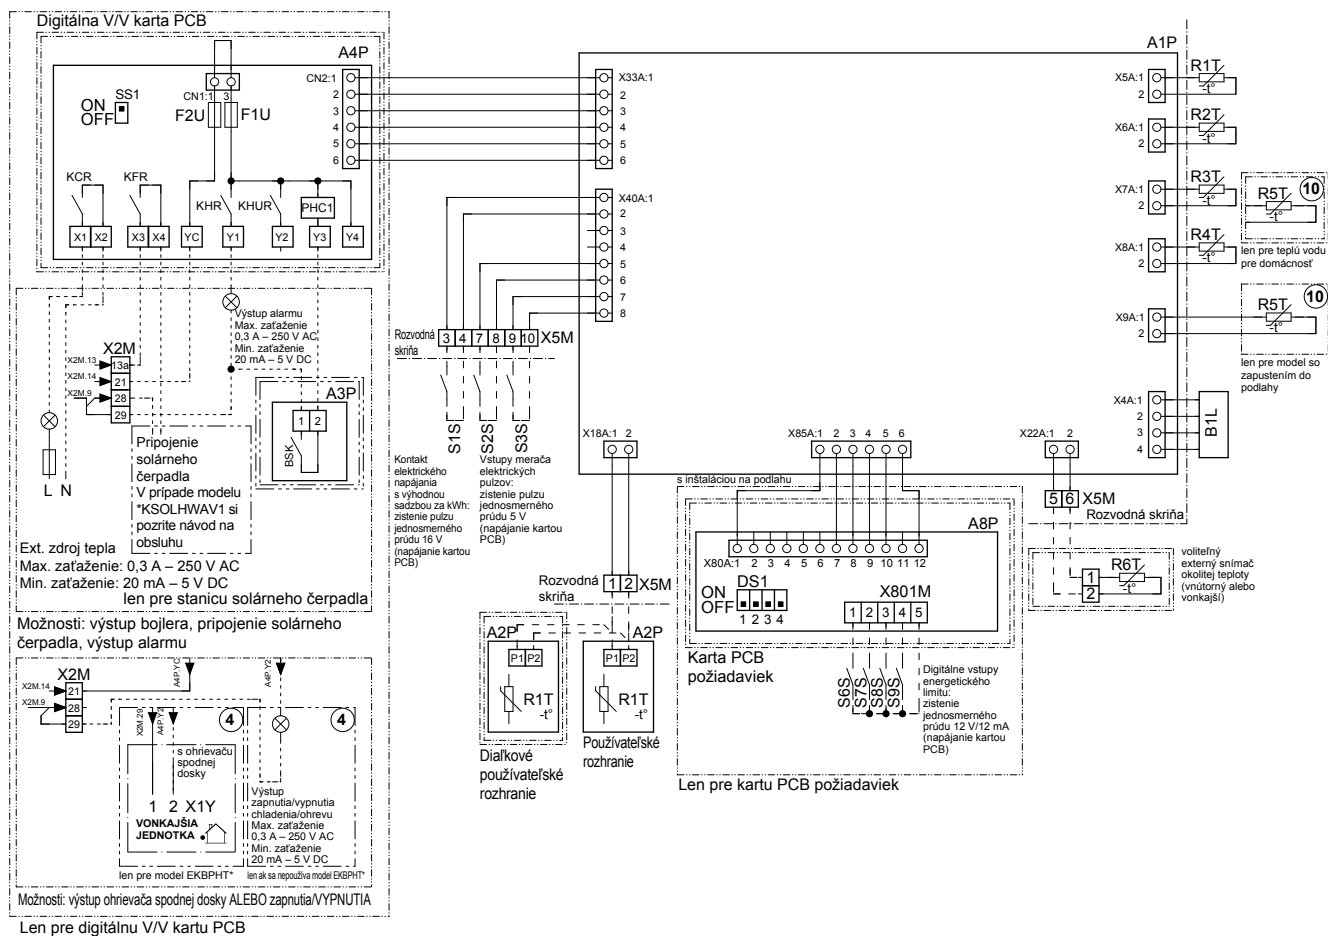 Digitálna V/V karta PCB
A4P
SS1
ON
OFF
CN1:1 3
F2U F1U
CN2:1
2
3
4
5
6
KCR KFR
KHR KHUR PHC1
X1 X2 X3 X4 YC Y1 Y2 Y3 Y4
Výstup alarmu
Max. zaťaženie
0,3 A – 250 V AC
Min. zaťaženie
20 mA – 5 V DC
X2M
X2M.13 13a
X2M.14 21
X2M.9 28
29
A3P
1 2
BSK
L N
Pripojenie
solárneho
čerpadla
V prípade modelu
*KSOLHWAV1 si
pozrite návod na
obsluhu
Ext. zdroj tepla
Max. zaťaženie: 0,3 A – 250 V AC
Min. zaťaženie: 20 mA – 5 V DC
len pre stanicu solárneho čerpadla
Možnosti: výstup bojlera, pripojenie solárneho
čerpadla, výstup alarmu
X2M
X2M.14 21
X2M.9 28
29
A4P.YC
A4P.Y2
X2M.29
A4P.Y2
4
4
s ohrievaču
spodnej
dosky
1 2 X1Y
VONKAJŠIA
JEDNOTKA
Výstup
zapnutia/vypnutia
chladenia/ohrevu
Max. zaťaženie
0,3 A – 250 V AC
Min. zaťaženie
20 mA – 5 V DC
len pre model EKBPHT*
len ak sa nepoužíva model EKBPHT*
Možnosti: výstup ohrievača spodnej dosky ALEBO zapnutia/VYPNUTIA
Len pre digitálnu V/V kartu PCB
A1P
X33A:1
2
3
4
5
6
X40A:1
2
3
4
5
6
7
8
Rozvodná
skriňa
3 4 7 8 9 10 X5M
S1S S2S S3S
Kontakt
elektrického
napájania
s výhodnou
sadzbou za kWh:
zistenie pulzu
jednosmerného
prúdu 16 V
(napájanie kartou
PCB)
Vstupy merača
elektrických
pulzov:
zistenie pulzu
jednosmerného
prúdu 5 V
(napájanie kartou
PCB)
X18A:1 2
Rozvodná
skriňa
1 2 X5M
A2P
P1 P2
R1T
-t°
Diaľkové
používateľské
rozhranie
A2P
P1 P2
R1T
-t°
Používateľské
rozhranie
X85A:1 2 3 4 5 6
s inštaláciou na podlahu
A8P
X80A:1 2 3 4 5 6 7 8 9 10 11 12
ON
OFF
DS1
1 2 3 4
X801M
1 2 3 4 5
Karta PCB
požiadaviek
S6S S7S S8S S9S
Digitálne vstupy
energetického
limitu:
zistenie
jednosmerného
prúdu 12 V/12 mA
(napájanie kartou
PCB)
Len pre kartu PCB požiadaviek
X22A:1 2
5 6 X5M
Rozvodná skriňa
1
2
R6T
-t°
voliteľný
externý snímač
okolitej teploty
(vnútorný alebo
vonkajší)
X5A:1
2
R1T
-t°
X6A:1
2
R2T
-t°
X7A:1
2
R3T
-t°
X8A:1
2
R4T
-t°
10
R5T
-t°
len pre teplú vodu
pre domácnosť
X9A:1
2
10
R5T
-t°
len pre model so
zapustením do
podlahy
X4A:1
2
3
4
B1L